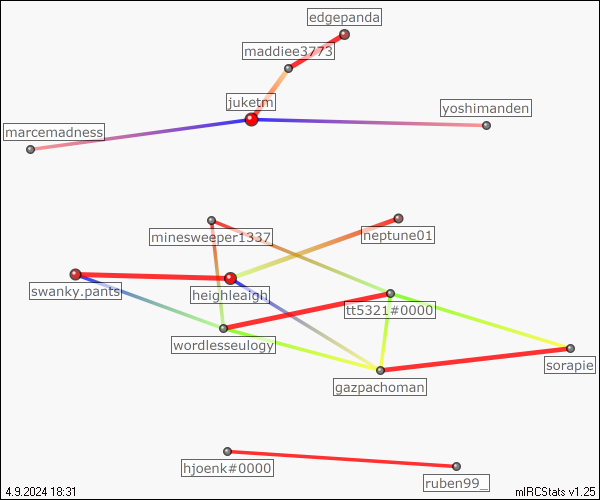 edgepanda
maddiee3773
juketm
yoshimanden
marcemadness
minesweeper1337
neptune01
swanky.pants
heighleaigh
tt5321#0000
wordlesseulogy
sorapie
gazpachoman
hjoenk#0000
ruben99_
4.9.2024 18:31
mIRCStats v1.25